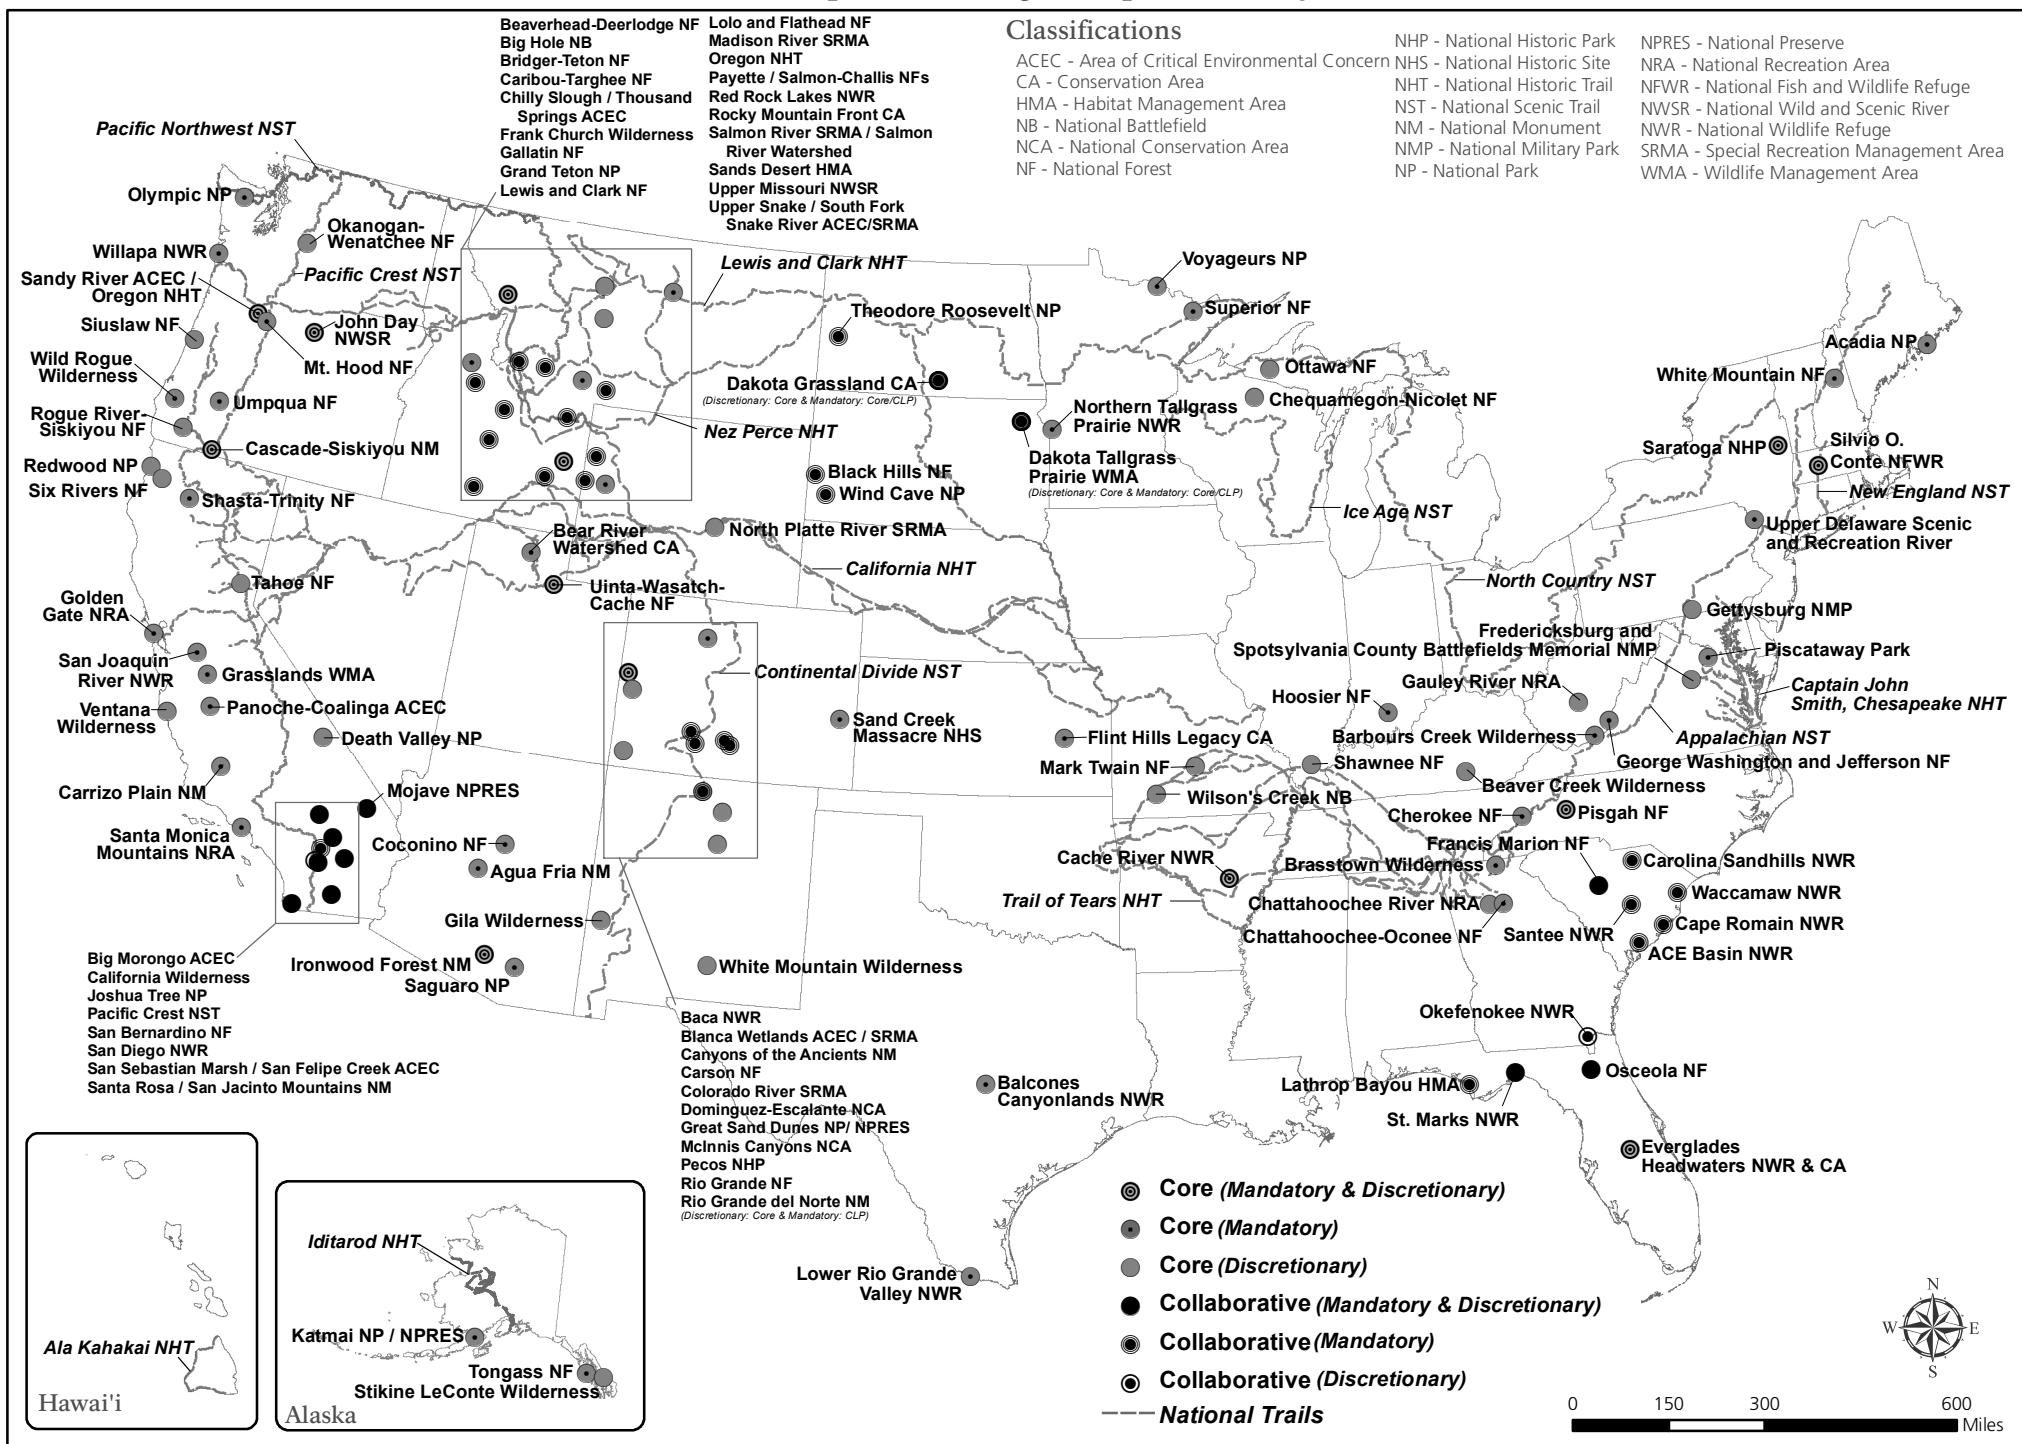 Beaverhead-Deerlodge NF
Big Hole NB
Bridger-Teton NF
Caribou-Targhee NF
Chilly Slough / Thousand
Springs ACEC
Frank Church Wilderness
Gallatin NF
Grand Teton NP
Lewis and Clark NF
Lolo and Flathead NF
Madison River SRMA
Oregon NHT
Payette / Salmon-Challis NFs
Red Rock Lakes NWR
Rocky Mountain Front CA
Salmon River SRMA / Salmon
River Watershed
Sands Desert HMA
Upper Missouri NWSR
Upper Snake / South Fork
Snake River ACEC/SRMA
Classifications
ACEC - Area of Critical Environmental Concern
CA - Conservation Area
HMA - Habitat Management Area
NB - National Battlefield
NCA - National Conservation Area
NF - National Forest
NHP - National Historic Park
NHS - National Historic Site
NHT - National Historic Trail
NST - National Scenic Trail
NM - National Monument
NMP - National Military Park
NP - National Park
NPRES - National Preserve
NRA - National Recreation Area
NFWR - National Fish and Wildlife Refuge
NWSR - National Wild and Scenic River
NWR - National Wildlife Refuge
SRMA - Special Recreation Management Area
WMA - Wildlife Management Area
Pacific Northwest NST
Olympic NP
Okanogan-
Wenatchee NF
Willapa NWR
Pacific Crest NST
Sandy River ACEC /
Oregon NHT
Siuslaw NF
John Day
NWSR
Wild Rogue
Wilderness
Mt. Hood NF
Umpqua NF
Rogue River-
Siskiyou NF
Cascade-Siskiyou NM
Redwood NP
Six Rivers NF
Shasta-Trinity NF
Lewis and Clark NHT
Theodore Roosevelt NP
Dakota Grassland CA
(Discretionary: Core & Mandatory: Core/CLP)
Nez Perce NHT
Northern Tallgrass
Prairie NWR
Dakota Tallgrass
Prairie WMA
(Discretionary: Core & Mandatory: Core/CLP)
Black Hills NF
Wind Cave NP
Voyageurs NP
Superior NF
Ottawa NF
Chequamegon-Nicolet NF
Ice Age NST
Acadia NP
White Mountain NF
Saratoga NHP
Silvio O.
Conte NFWR
New England NST
Upper Delaware Scenic
and Recreation River
Bear River
Watershed CA
North Platte River SRMA
California NHT
Uinta-Wasatch-
Cache NF
Tahoe NF
Golden
Gate NRA
San Joaquin
River NWR
Grasslands WMA
Ventana
Wilderness
Panoche-Coalinga ACEC
Death Valley NP
Carrizo Plain NM
Mojave NPRES
Santa Monica
Mountains NRA
Coconino NF
Agua Fria NM
Gila Wilderness
Ironwood Forest NM
Saguaro NP
White Mountain Wilderness
Continental Divide NST
Sand Creek
Massacre NHS
Flint Hills Legacy CA
Mark Twain NF
Wilson's Creek NB
Cache River NWR
Trail of Tears NHT
North Country NST
Gettysburg NMP
Fredericksburg and
Spotsylvania County Battlefields Memorial NMP
Piscataway Park
Gauley River NRA
Captain John
Smith, Chesapeake NHT
Hoosier NF
Barbours Creek Wilderness
Appalachian NST
George Washington and Jefferson NF
Shawnee NF
Beaver Creek Wilderness
Cherokee NF
Pisgah NF
Francis Marion NF
Brasstown Wilderness
Carolina Sandhills NWR
Waccamaw NWR
Chattahoochee River NRA
Chattahoochee-Oconee NF
Santee NWR
Cape Romain NWR
ACE Basin NWR
Okefenokee NWR
Osceola NF
Lathrop Bayou HMA
St. Marks NWR
Everglades
Headwaters NWR & CA
Big Morongo ACEC
California Wilderness
Joshua Tree NP
Pacific Crest NST
San Bernardino NF
San Diego NWR
San Sebastian Marsh / San Felipe Creek ACEC
Santa Rosa / San Jacinto Mountains NM
Baca NWR
Blanca Wetlands ACEC / SRMA
Canyons of the Ancients NM
Carson NF
Colorado River SRMA
Dominguez-Escalante NCA
Great Sand Dunes NP/ NPRES
McInnis Canyons NCA
Pecos NHP
Rio Grande NF
Rio Grande del Norte NM
(Discretionary: Core & Mandatory: CLP)
Balcones
Canyonlands NWR
Lower Rio Grande
Valley NWR
Ala Kahakai NHT
Hawai'i
Iditarod NHT
Katmai NP / NPRES
Tongass NF
Stikine LeConte Wilderness
Alaska
Core (Mandatory & Discretionary)
Core (Mandatory)
Core (Discretionary)
Collaborative (Mandatory & Discretionary)
Collaborative (Mandatory)
Collaborative (Discretionary)
National Trails
N
W
E
S
0 150 300 600
Miles